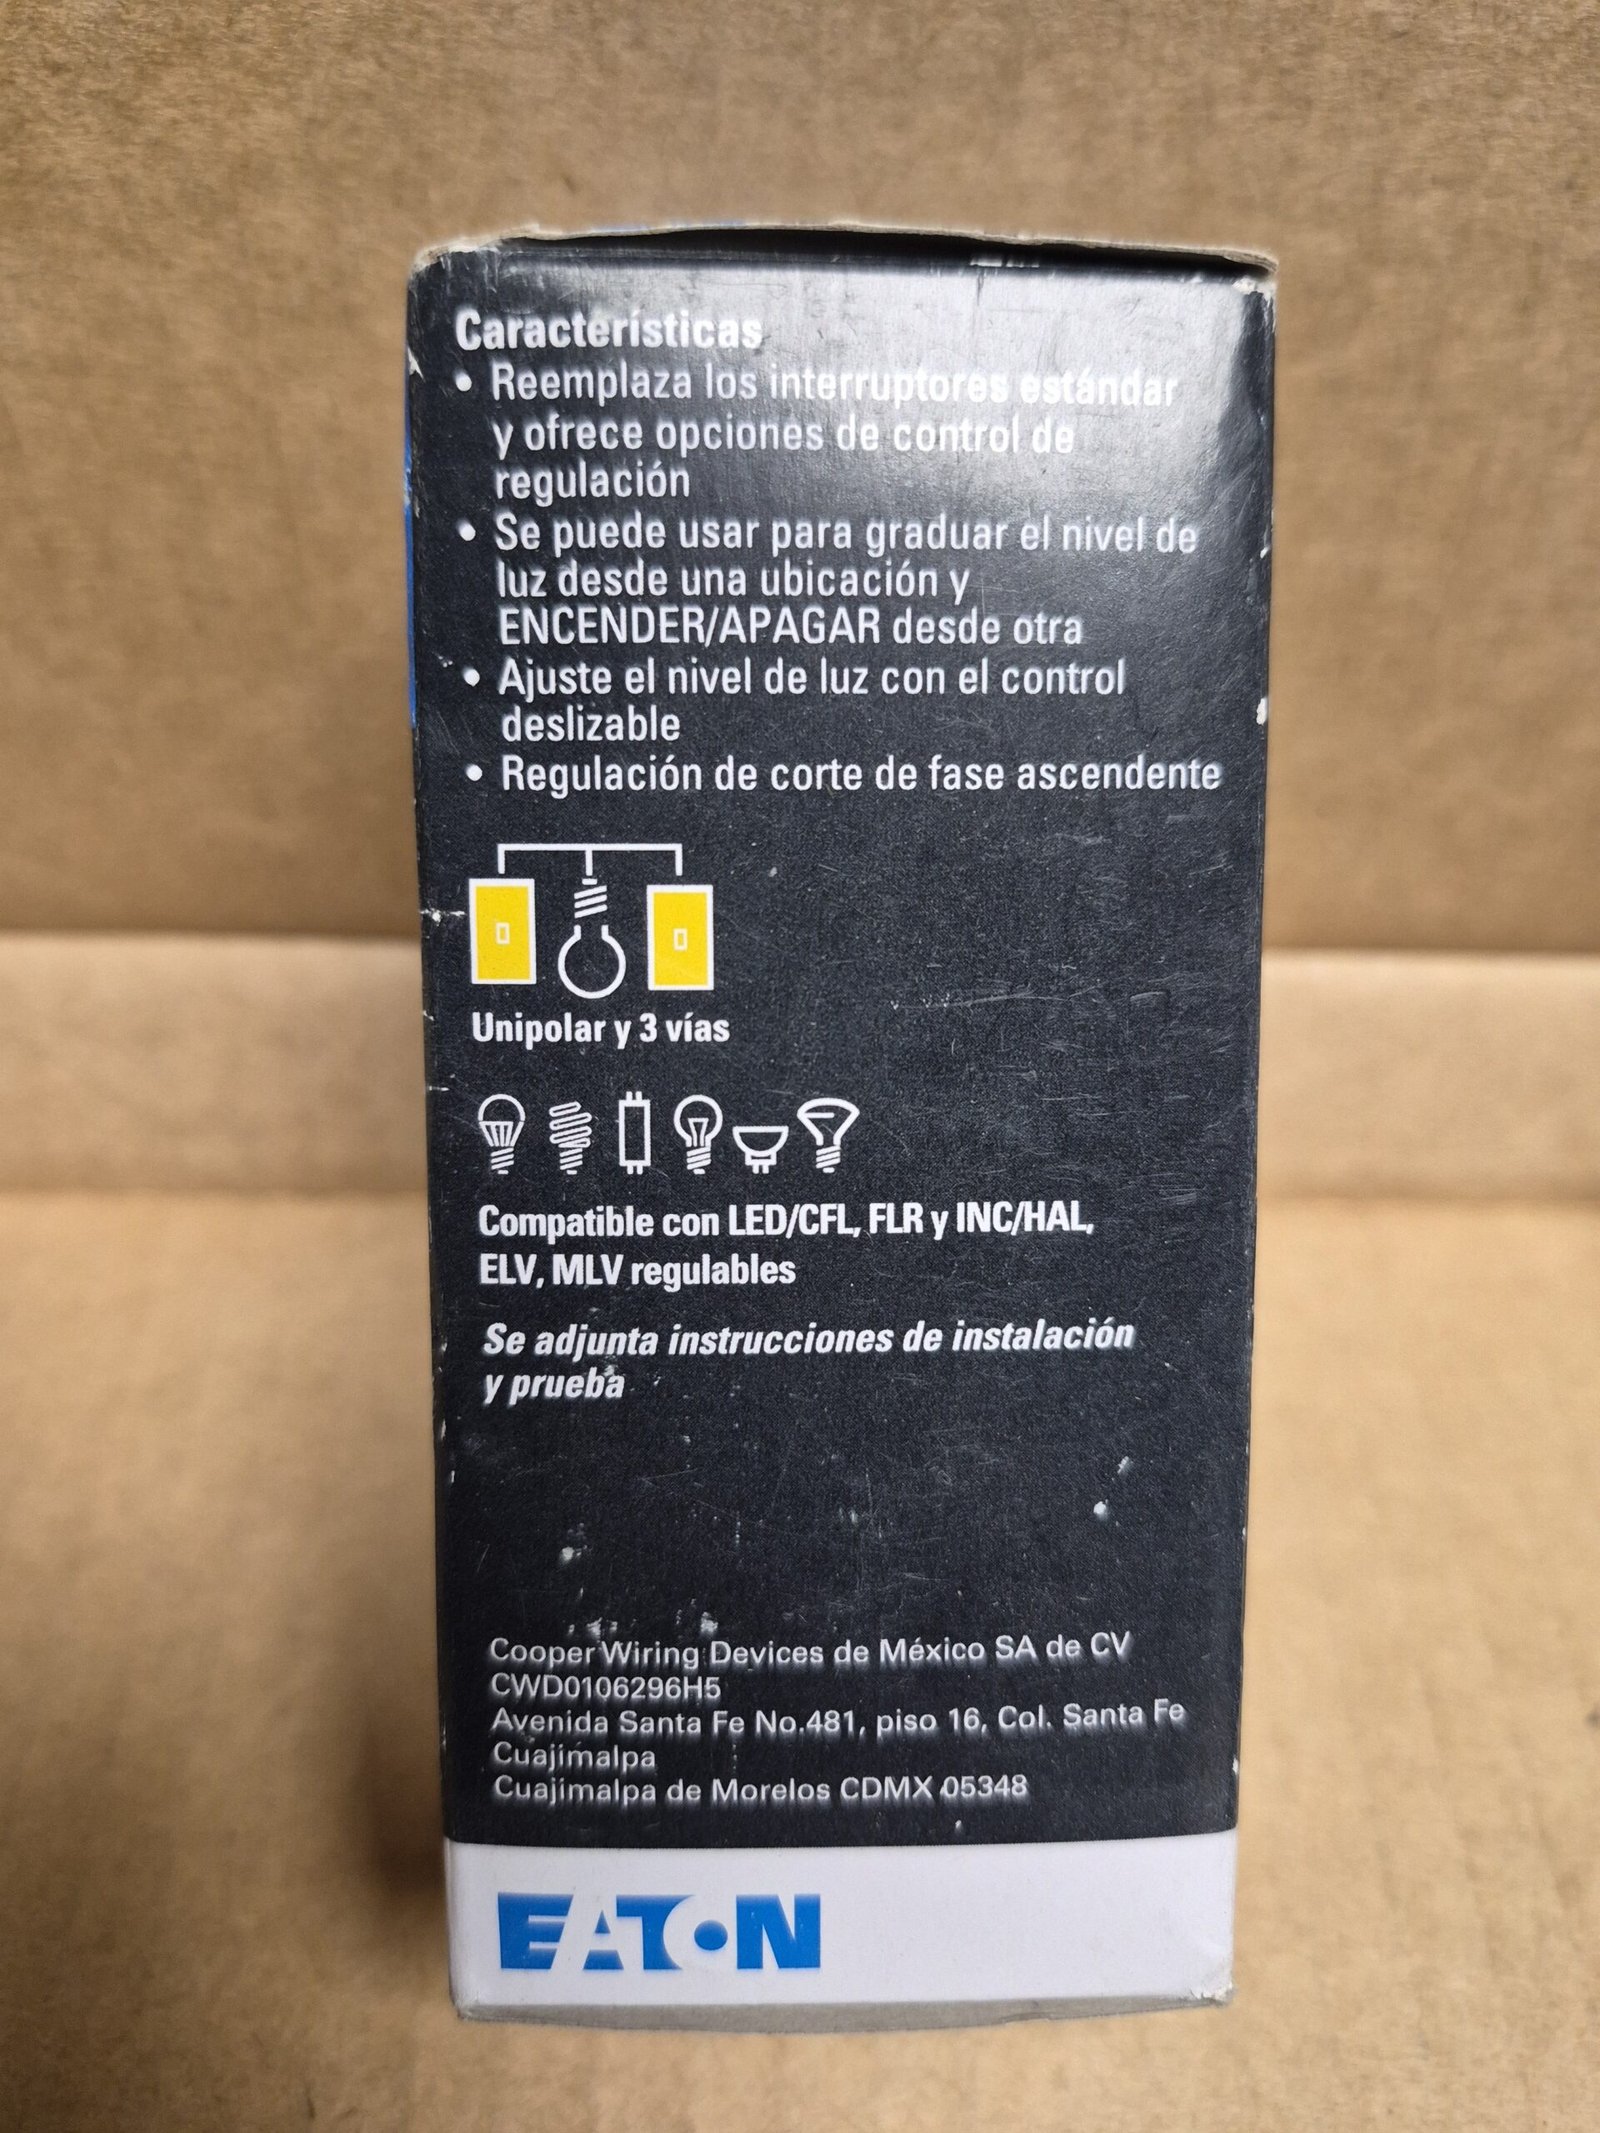 Características
• Reemplaza los interruptores estándar
y ofrece opciones de control de
regulación
• Se puede usar para graduar el nivel de
luz desde una ubicación y
ENCENDER/APAGAR desde otra
• Ajuste el nivel de luz con el control
deslizable
• Regulación de corte de fase ascendente
Unipolar y 3 vías
Compatible con LED/CFL, FLR y INC/HAL,
ELV, MLV regulables
Se adjunta instrucciones de instalación
y prueba
Cooper Wiring Devices de México SA de CV
CWD0106296H5
Avenida Santa Fe No.481, piso 16, Col. Santa Fe
Cuajimalpa
Cuajimalpa de Morelos CDMX 05348
EATON